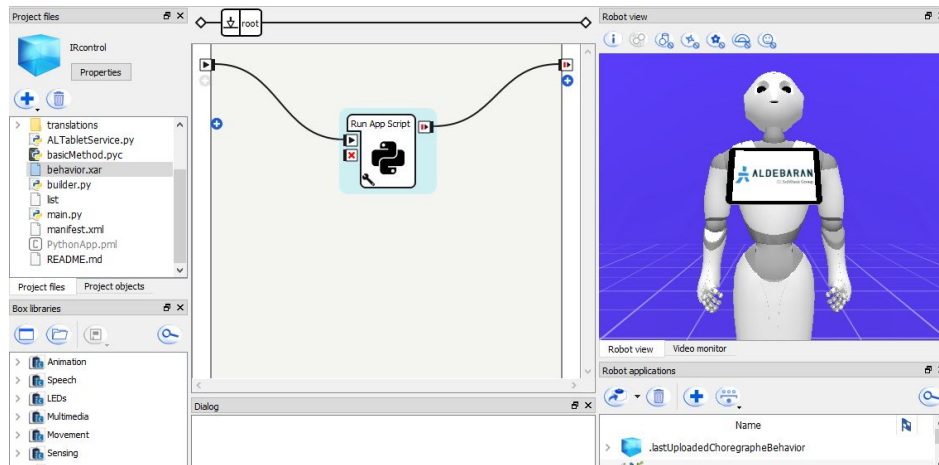 Project files
IRcontrol
Properties
translations
ALTabletService.py
basicMethod.pyc
behavior.xar
builder.py
list
main.py
manifest.xml
PythonApp.pml
README.md
Project files
Project objects
Box libraries
Animation
Speech
LEDs
Multimedia
Movement
Sensing
root
Run App Script
Dialog
Robot view
ALDEBARAN
Robot view
Video monitor
Robot applications
Name
.lastUploadedChoregrapheBehavior